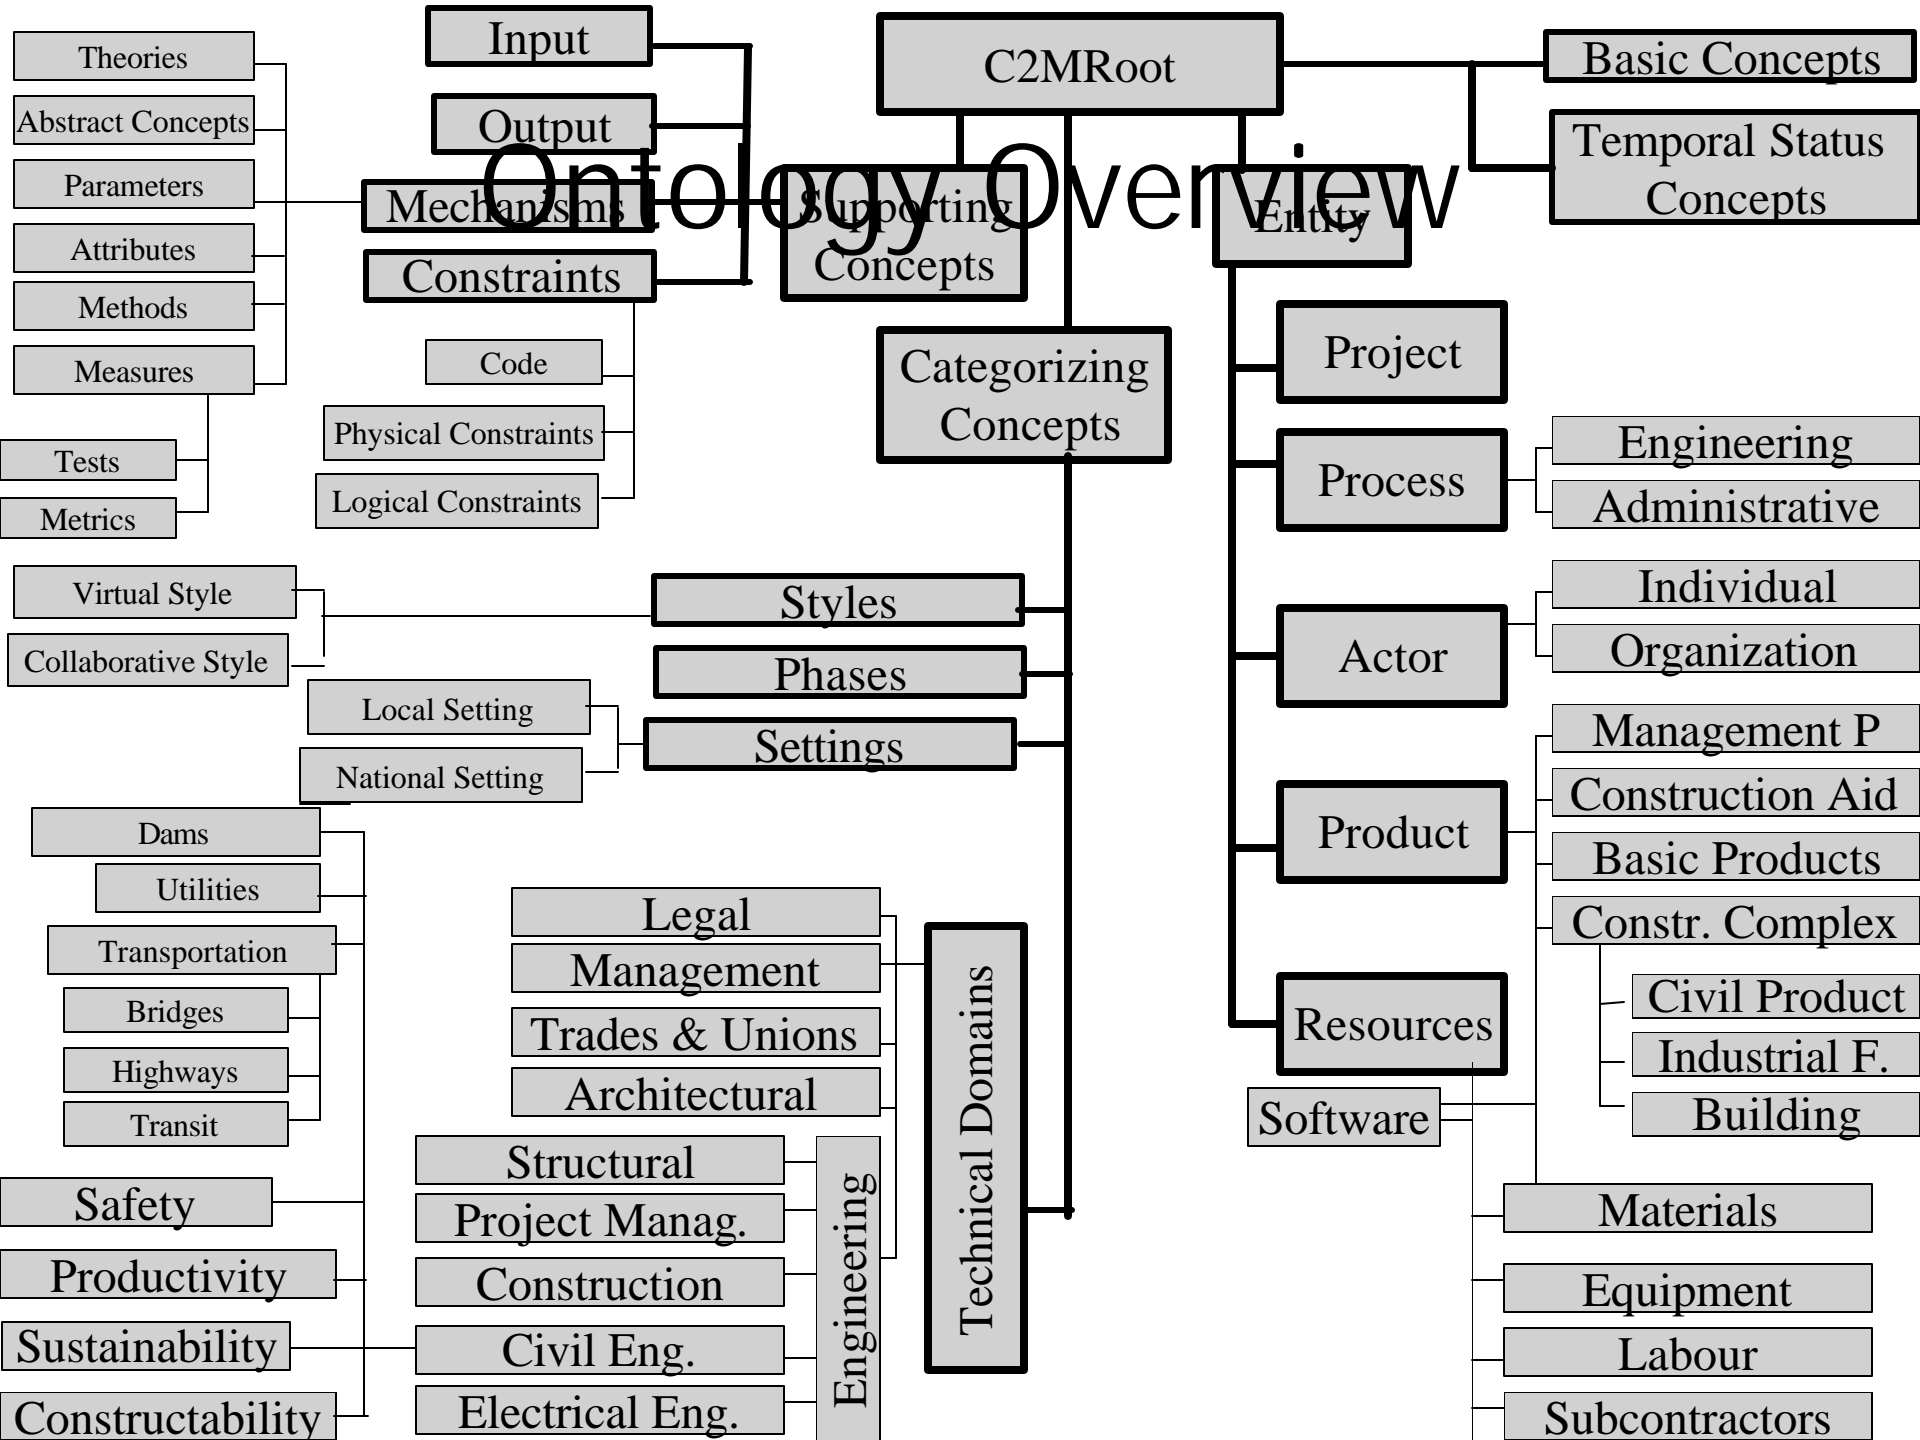 Ontology Overview
C2MRoot
Basic Concepts
Temporal Status
Concepts
Input
Output
Mechanisms
Constraints
Supporting
Concepts
Entity
Theories
Abstract Concepts
Parameters
Attributes
Methods
Measures
Tests
Metrics
Code
Physical Constraints
Logical Constraints
Categorizing
Concepts
Styles
Phases
Settings
Virtual Style
Collaborative Style
Local Setting
National Setting
Dams
Utilities
Transportation
Bridges
Highways
Transit
Safety
Productivity
Sustainability
Constructability
Legal
Management
Trades & Unions
Architectural
Structural
Project Manag.
Construction
Civil Eng.
Electrical Eng.
Engineering
Technical Domains
Project
Process
Actor
Product
Resources
Engineering
Administrative
Individual
Organization
Management P
Construction Aid
Basic Products
Constr. Complex
Civil Product
Industrial F.
Building
Software
Materials
Equipment
Labour
Subcontractors